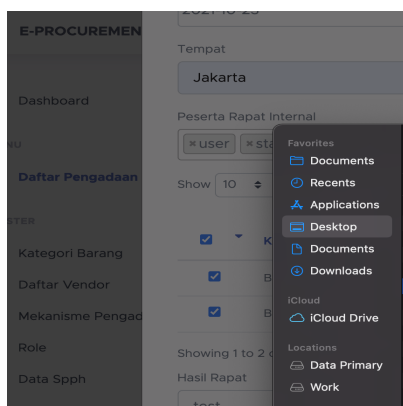 2021-10-25
E-PROCUREMEN
Tempat
Jakarta
Dashboard
Peserta Rapat Internal
NU
× user
× sta
Daftar Pengadaan
Show 10
STER
K
Kategori Barang
B
Daftar Vendor
B
Mekanisme Pengad
Role
Showing 1 to 2 o
Data Spph
Hasil Rapat
test
Favorites
Documents
Recents
Applications
Desktop
Documents
Downloads
iCloud
iCloud Drive
Locations
Data Primary
Work